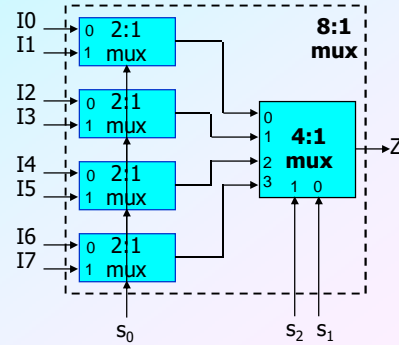 I0
I1
0 2:1
1 mux
8:1
mux
I2
I3
0 2:1
1 mux
I4
I5
0 2:1
1 mux
I6
I7
0 2:1
1 mux
0
1
2
3
4:1
mux
1 0
Z
s0
s2 s1